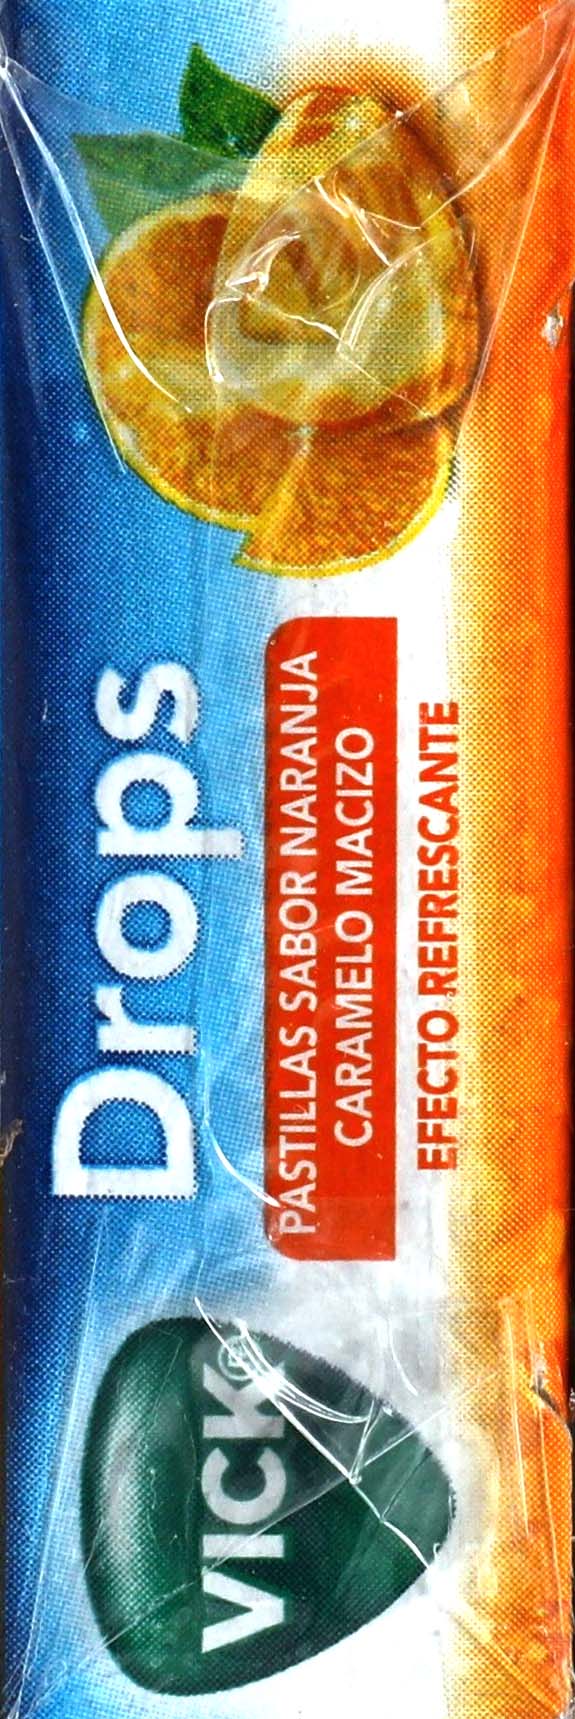 VICK®
Drops
PASTILLAS SABOR NARANJA
CARAMELO MACIZO
EFECTO REFRESCANTE